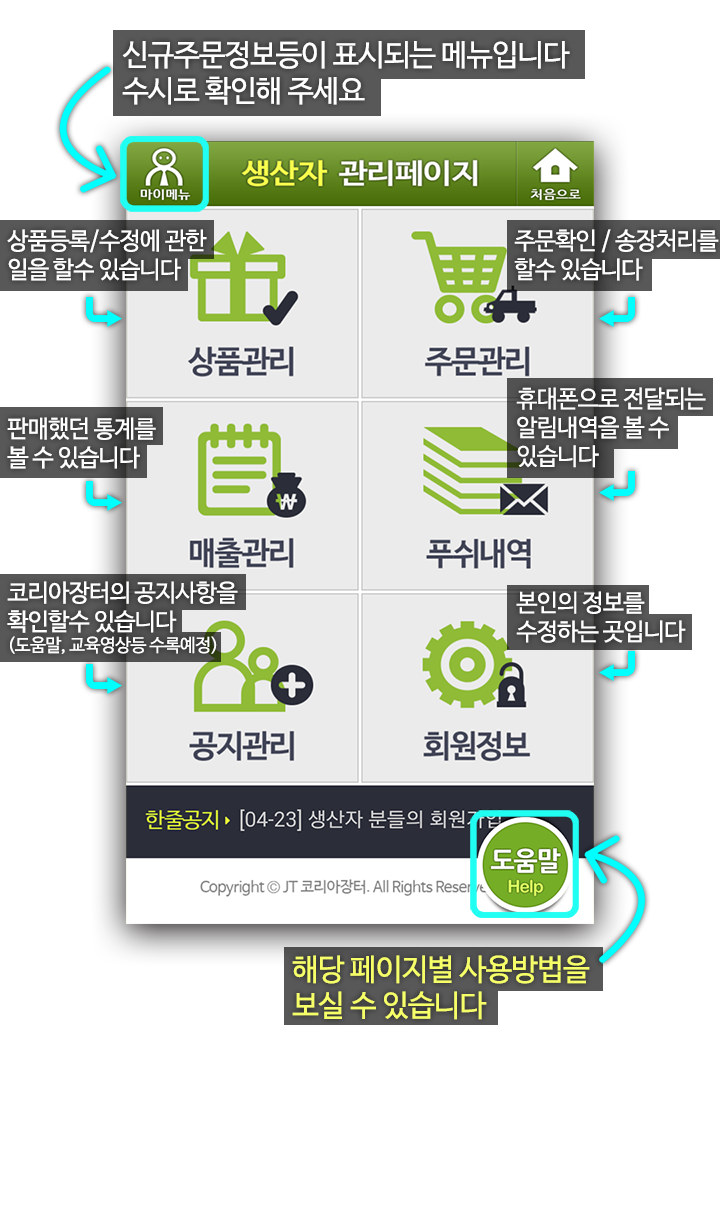 신규주문정보등이 표시되는 메뉴입니다
수시로 확인해 주세요
마이메뉴
생산자 관리페이지
처음으로
상품등록/수정에 관한
일을 할수 있습니다
주문확인 / 송장처리를
할수 있습니다
상품관리
주문관리
판매했던 통계를
볼 수 있습니다
휴대폰으로 전달되는
알림내역을 볼 수
있습니다
매출관리
푸쉬내역
코리아장터의 공지사항을
확인할수 있습니다
(도움말, 교육영상등 수록예정)
본인의 정보를
수정하는 곳입니다
공지관리
회원정보
한줄공지 [04-23] 생산자 분들의 회원가입
도움말
Help
Copyright ⓒ JT 코리아장터. All Rights Reserve
해당 페이지별 사용방법을
보실 수 있습니다